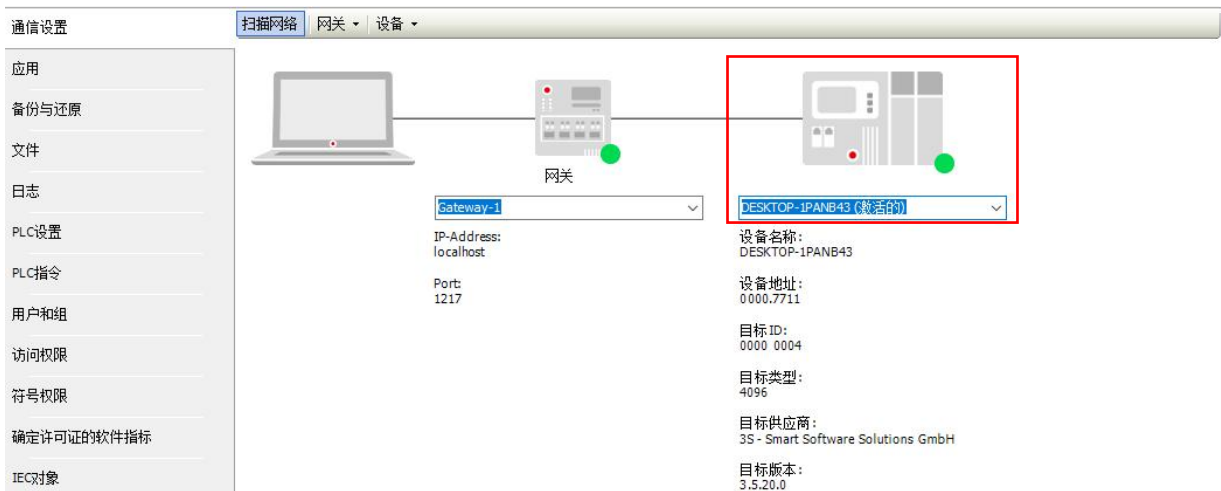 通信设置
扫描网络 网关 设备
应用
备份与还原
文件
日志
PLC设置
PLC指令
用户和组
访问权限
符号权限
确定许可证的软件指标
IEC对象
网关
Gateway-1
IP-Address:
localhost
Port:
1217
DESKTOP-1PANB43 (激活的)
设备名称:
DESKTOP-1PANB43
设备地址:
0000.7711
目标ID:
0000 0004
目标类型:
4096
目标供应商:
3S - Smart Software Solutions GmbH
目标版本:
3.5.20.0